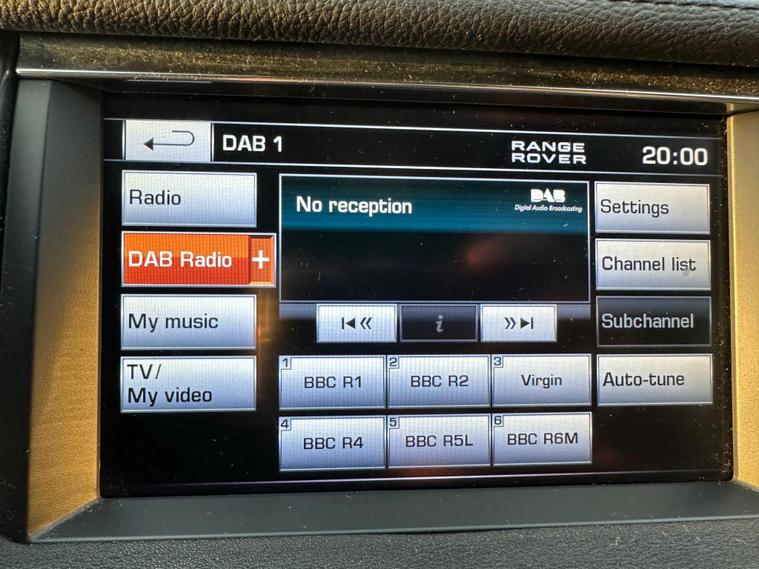 DAB 1
RANGE
ROVER
20:00
Radio
No reception
DAB
Digital Audio Broadcasting
Settings
DAB Radio +
Channel list
My music
i
Subchannel
TV/
My video
1 BBC R1
2 BBC R2
3 Virgin
Auto-tune
4 BBC R4
5 BBC R5L
6 BBC R6M